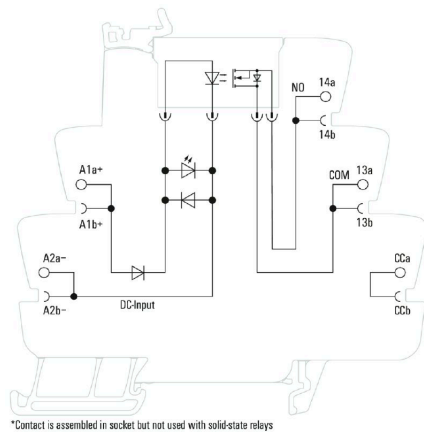 NO 14a
14b
A1a+
COM 13a
A1b+
13b
A2a–
CCa
DC-Input
A2b–
CCb
*Contact is assembled in socket but not used with solid-state relays